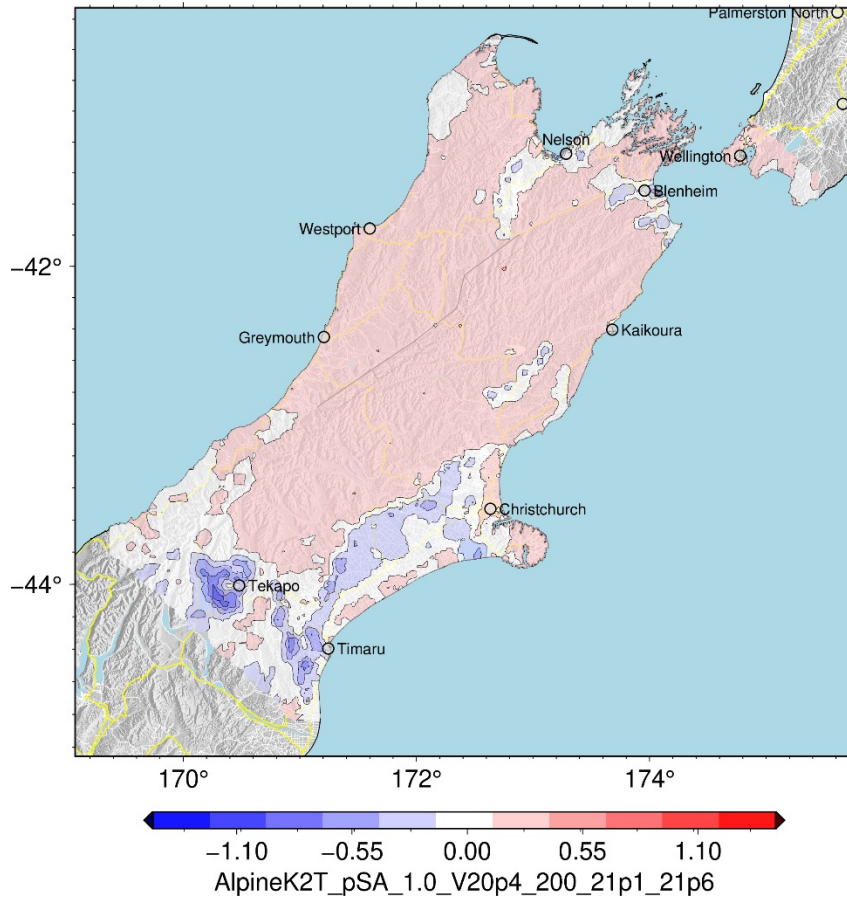 Palmerston North
Nelson
Wellington
Blenheim
Westport
−42°
Greymouth
Kaikoura
Christchurch
−44°
Tekapo
Timaru
170° 172° 174°
−1.10 −0.55 0.00 0.55 1.10
AlpineK2T_pSA_1.0_V20p4_200_21p1_21p6